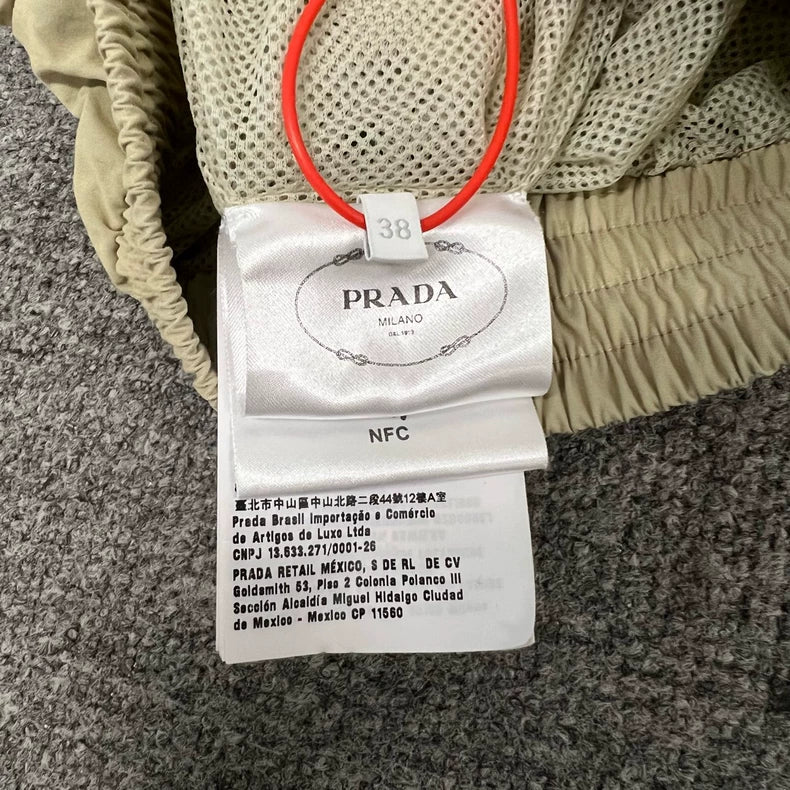 38
PRADA
MILANO
DAL 1913
NFC
臺北市中山區中山北路二段44號12樓A室
Prada Brasil Importação e Comércio
de Artigos de Luxo Ltda
CNPJ 13.633.271/0001-26
PRADA RETAIL MÉXICO, S DE RL DE CV
Goldsmith 53, Piso 2 Colonia Polanco III
Sección Alcaldía Miguel Hidalgo Ciudad
de Mexico - Mexico CP 11560